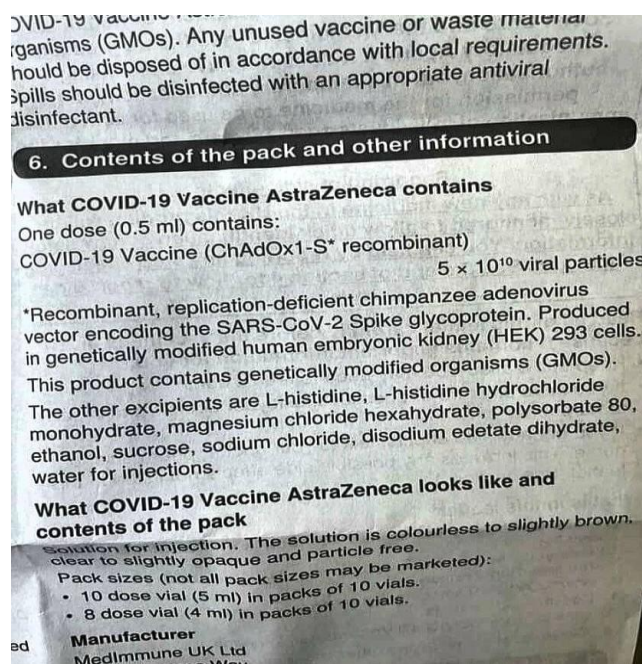 OVID-19 Vaccine
rganisms (GMOs). Any unused vaccine or waste material
hould be disposed of in accordance with local requirements.
Spills should be disinfected with an appropriate antiviral
disinfectant.
6. Contents of the pack and other information
What COVID-19 Vaccine AstraZeneca contains
One dose (0.5 ml) contains:
COVID-19 Vaccine (ChAdOx1-S* recombinant)
5 × 10¹⁰ viral particles
*Recombinant, replication-deficient chimpanzee adenovirus
vector encoding the SARS-CoV-2 Spike glycoprotein. Produced
in genetically modified human embryonic kidney (HEK) 293 cells.
This product contains genetically modified organisms (GMOs).
The other excipients are L-histidine, L-histidine hydrochloride
monohydrate, magnesium chloride hexahydrate, polysorbate 80,
ethanol, sucrose, sodium chloride, disodium edetate dihydrate,
water for injections.
What COVID-19 Vaccine AstraZeneca looks like and
contents of the pack
Solution for injection. The solution is colourless to slightly brown,
clear to slightly opaque and particle free.
Pack sizes (not all pack sizes may be marketed):
• 10 dose vial (5 ml) in packs of 10 vials.
• 8 dose vial (4 ml) in packs of 10 vials.
ed
Manufacturer
MedImmune UK Ltd